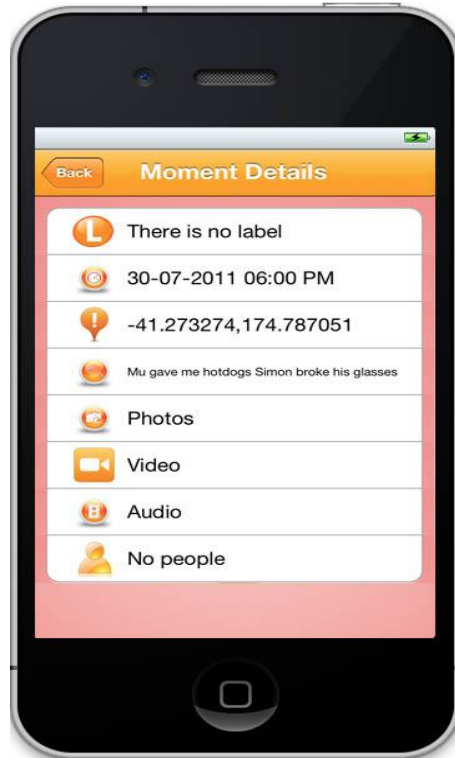 Back
Moment Details
L
There is no label
30-07-2011 06:00 PM
!
-41.273274,174.787051
Mu gave me hotdogs Simon broke his glasses
Photos
Video
Audio
No people